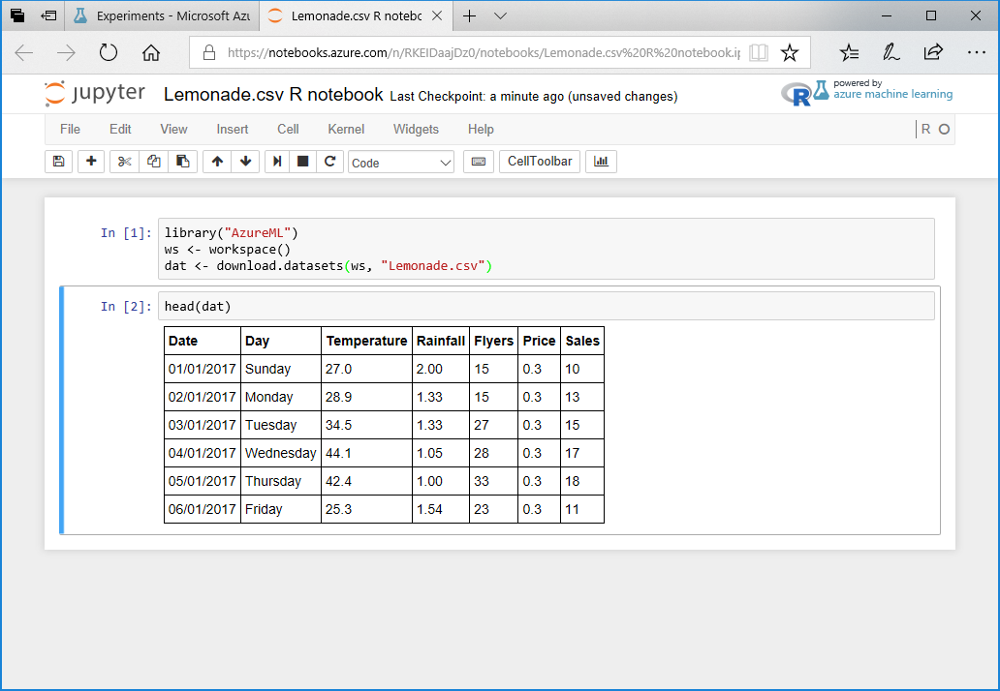 Experiments - Microsoft Azu
Lemonade.csv R notebo
https://notebooks.azure.com/n/RKEIDaajDz0/notebooks/Lemonade.csv%20R%20notebook.ip
jupyter Lemonade.csv R notebook Last Checkpoint: a minute ago (unsaved changes)
R powered by
azure machine learning
File Edit View Insert Cell Kernel Widgets Help R
Code CellToolbar
In [1]: library("AzureML")
ws <- workspace()
dat <- download.datasets(ws, "Lemonade.csv")
In [2]: head(dat)
Date Day Temperature Rainfall Flyers Price Sales
01/01/2017 Sunday 27.0 2.00 15 0.3 10
02/01/2017 Monday 28.9 1.33 15 0.3 13
03/01/2017 Tuesday 34.5 1.33 27 0.3 15
04/01/2017 Wednesday 44.1 1.05 28 0.3 17
05/01/2017 Thursday 42.4 1.00 33 0.3 18
06/01/2017 Friday 25.3 1.54 23 0.3 11